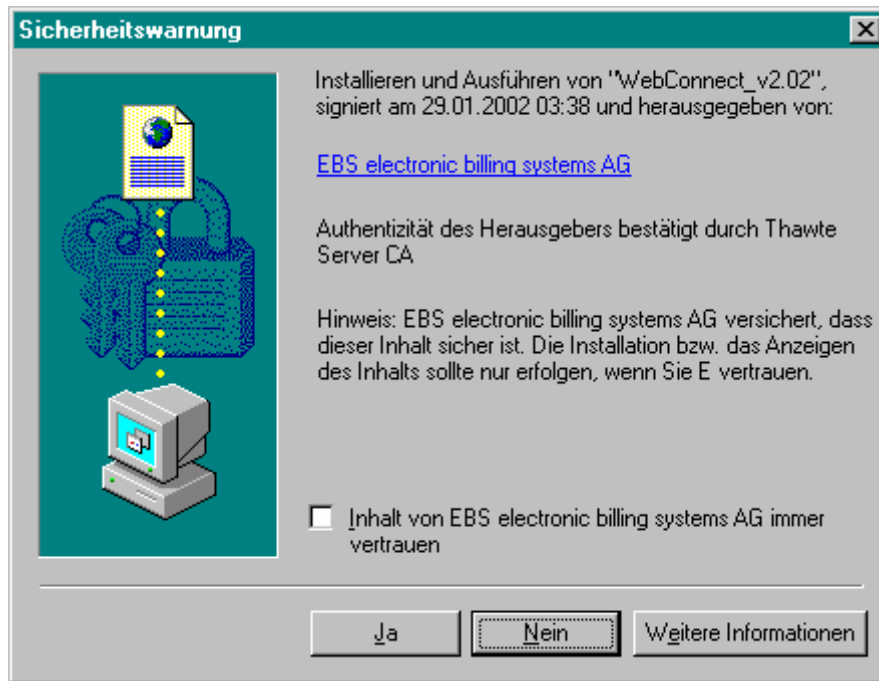 Sicherheitswarnung
Installieren und Ausführen von "WebConnect_v2.02",
signiert am 29.01.2002 03:38 und herausgegeben von:
EBS electronic billing systems AG
Authentizität des Herausgebers bestätigt durch Thawte
Server CA
Hinweis: EBS electronic billing systems AG versichert, dass
dieser Inhalt sicher ist. Die Installation bzw. das Anzeigen
des Inhalts sollte nur erfolgen, wenn Sie E vertrauen.
Inhalt von EBS electronic billing systems AG immer
vertrauen
Ja
Nein
Weitere Informationen